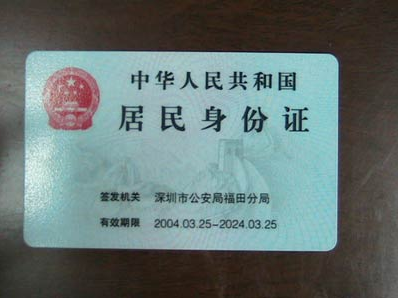 中华人民共和国
居民身份证
签发机关 深圳市公安局福田分局
有效期限 2004.03.25-2024.03.25